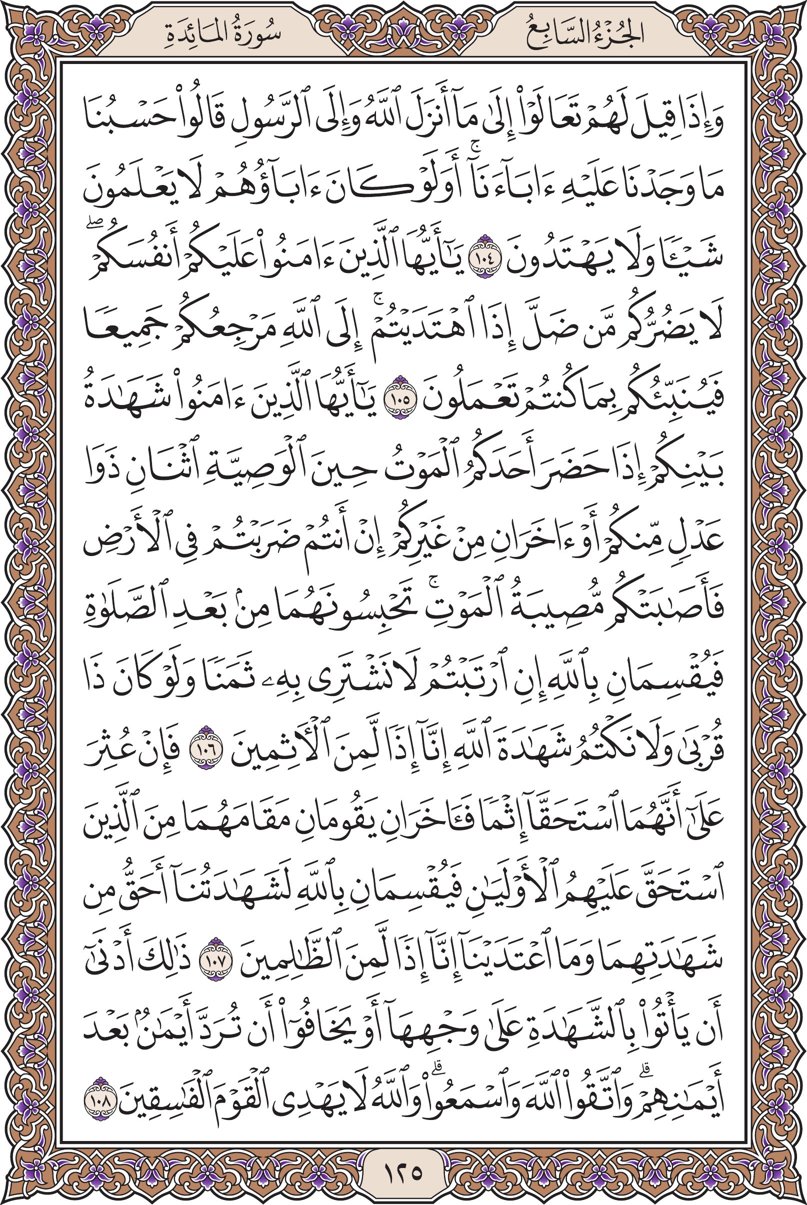 الجُزْءُ السَّابِعُ
سُورَةُ المَائِدَةِ
وَإِذَا قِيلَ لَهُمْ تَعَالَوْا۟ إِلَىٰ مَآ أَنزَلَ ٱللَّهُ وَإِلَى ٱلرَّسُولِ قَالُوا۟ حَسْبُنَا
مَا وَجَدْنَا عَلَيْهِ ءَابَآءَنَآ ۚ أَوَلَوْ كَانَ ءَابَآؤُهُمْ لَا يَعْلَمُونَ
شَيْـًٔا وَلَا يَهْتَدُونَ ١٠٤ يَـٰٓأَيُّهَا ٱلَّذِينَ ءَامَنُوا۟ عَلَيْكُمْ أَنفُسَكُمْ ۖ
لَا يَضُرُّكُم مَّن ضَلَّ إِذَا ٱهْتَدَيْتُمْ ۚ إِلَى ٱللَّهِ مَرْجِعُكُمْ جَمِيعًا
فَيُنَبِّئُكُم بِمَا كُنتُمْ تَعْمَلُونَ ١٠٥ يَـٰٓأَيُّهَا ٱلَّذِينَ ءَامَنُوا۟ شَهَـٰدَةُ
بَيْنِكُمْ إِذَا حَضَرَ أَحَدَكُمُ ٱلْمَوْتُ حِينَ ٱلْوَصِيَّةِ ٱثْنَانِ ذَوَا
عَدْلٍ مِّنكُمْ أَوْ ءَاخَرَانِ مِنْ غَيْرِكُمْ إِنْ أَنتُمْ ضَرَبْتُمْ فِى ٱلْأَرْضِ
فَأَصَـٰبَتْكُم مُّصِيبَةُ ٱلْمَوْتِ ۚ تَحْبِسُونَهُمَا مِنۢ بَعْدِ ٱلصَّلَوٰةِ
فَيُقْسِمَانِ بِٱللَّهِ إِنِ ٱرْتَبْتُمْ لَا نَشْتَرِى بِهِۦ ثَمَنًا وَلَوْ كَانَ ذَا
قُرْبَىٰ وَلَا نَكْتُمُ شَهَـٰدَةَ ٱللَّهِ إِنَّآ إِذًا لَّمِنَ ٱلْـَٔاثِمِينَ ١٠٦ فَإِنْ عُثِرَ
عَلَىٰٓ أَنَّهُمَا ٱسْتَحَقَّآ إِثْمًا فَـَٔاخَرَانِ يَقُومَانِ مَقَامَهُمَا مِنَ ٱلَّذِينَ
ٱسْتَحَقَّ عَلَيْهِمُ ٱلْأَوْلَيَـٰنِ فَيُقْسِمَانِ بِٱللَّهِ لَشَهَـٰدَتُنَآ أَحَقُّ مِن
شَهَـٰدَتِهِمَا وَمَا ٱعْتَدَيْنَآ إِنَّآ إِذًا لَّمِنَ ٱلظَّـٰلِمِينَ ١٠٧ ذَٰلِكَ أَدْنَىٰٓ
أَن يَأْتُوا۟ بِٱلشَّهَـٰدَةِ عَلَىٰ وَجْهِهَآ أَوْ يَخَافُوٓا۟ أَن تُرَدَّ أَيْمَـٰنٌۢ بَعْدَ
أَيْمَـٰنِهِمْ ۗ وَٱتَّقُوا۟ ٱللَّهَ وَٱسْمَعُوا۟ ۗ وَٱللَّهُ لَا يَهْدِى ٱلْقَوْمَ ٱلْفَـٰسِقِينَ ١٠٨
١٢٥